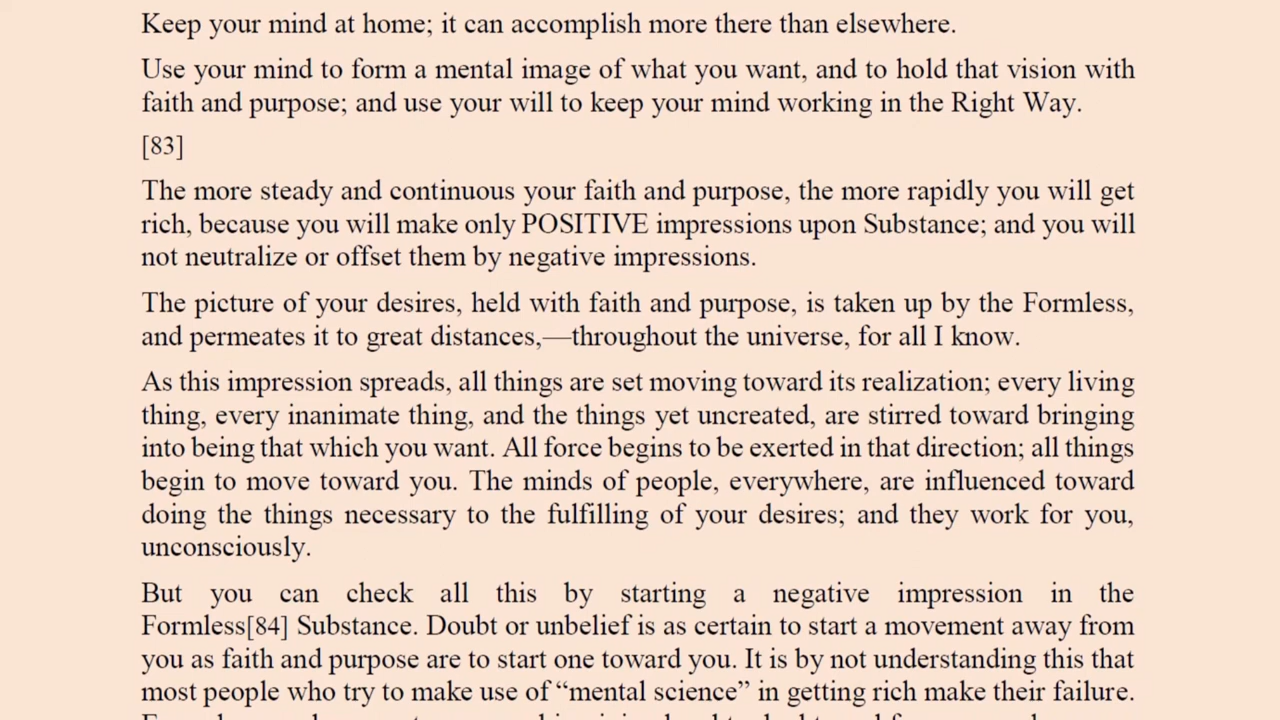 Keep your mind at home; it can accomplish more there than elsewhere.
Use your mind to form a mental image of what you want, and to hold that vision with
faith and purpose; and use your will to keep your mind working in the Right Way.
[83]
The more steady and continuous your faith and purpose, the more rapidly you will get
rich, because you will make only POSITIVE impressions upon Substance; and you will
not neutralize or offset them by negative impressions.
The picture of your desires, held with faith and purpose, is taken up by the Formless,
and permeates it to great distances,—throughout the universe, for all I know.
As this impression spreads, all things are set moving toward its realization; every living
thing, every inanimate thing, and the things yet uncreated, are stirred toward bringing
into being that which you want. All force begins to be exerted in that direction; all things
begin to move toward you. The minds of people, everywhere, are influenced toward
doing the things necessary to the fulfilling of your desires; and they work for you,
unconsciously.
But you can check all this by starting a negative impression in the
Formless[84] Substance. Doubt or unbelief is as certain to start a movement away from
you as faith and purpose are to start one toward you. It is by not understanding this that
most people who try to make use of “mental science” in getting rich make their failure.